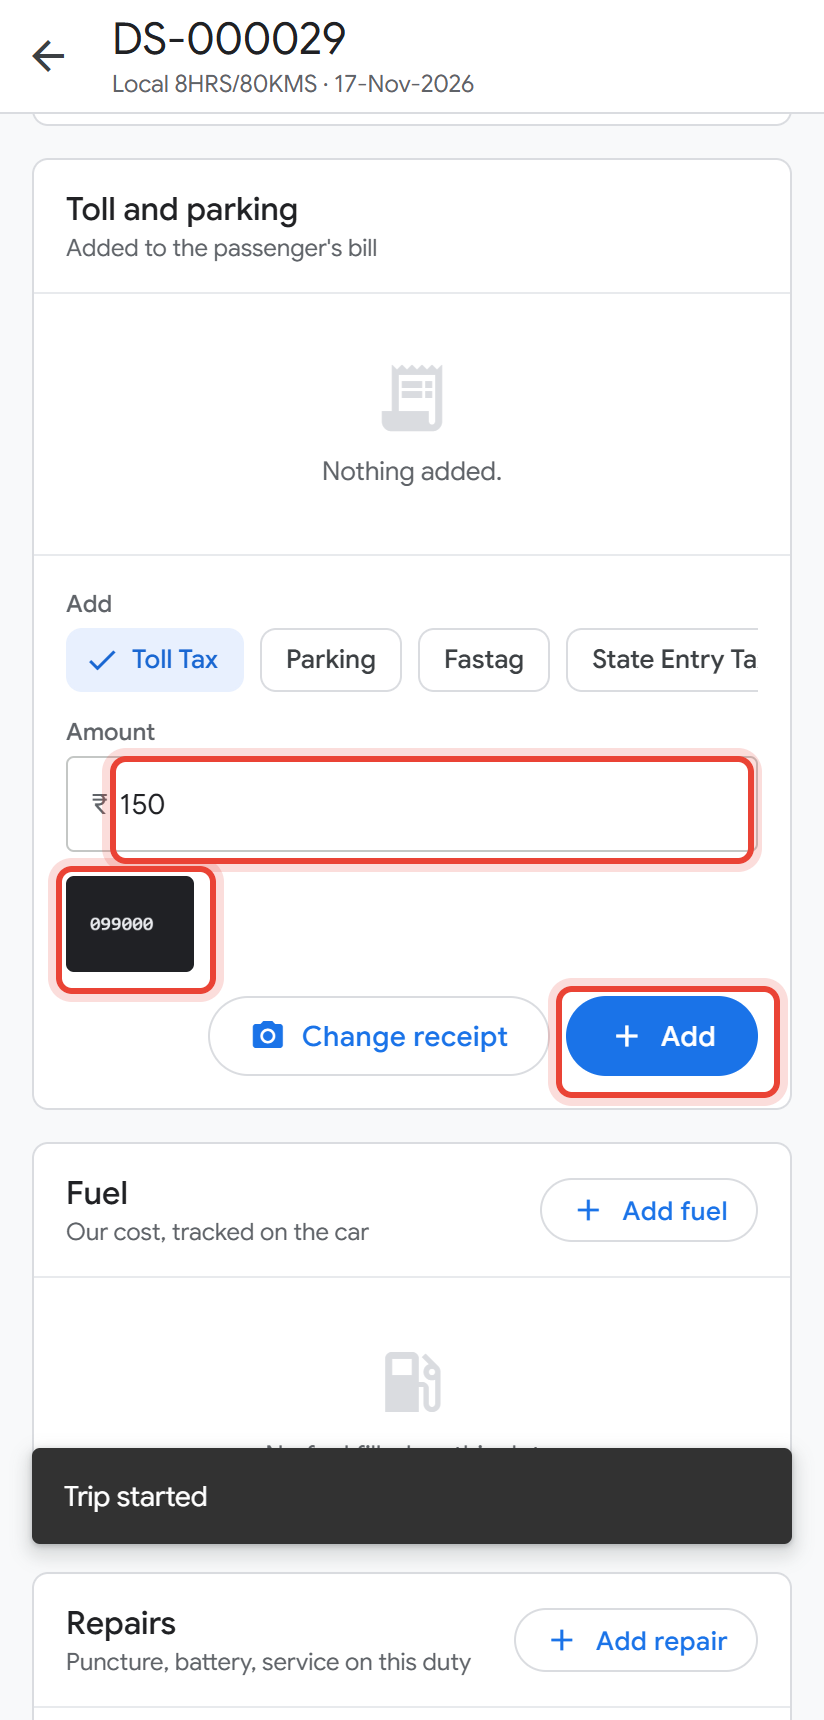 DS-000029
Local 8HRS/80KMS · 17-Nov-2026
Toll and parking
Added to the passenger's bill
Nothing added.
Add
Toll Tax
Parking
Fastag
State Entry Ta
Amount
₹ 150
099000
Change receipt
+ Add
Fuel
Our cost, tracked on the car
+ Add fuel
Trip started
Repairs
Puncture, battery, service on this duty
+ Add repair